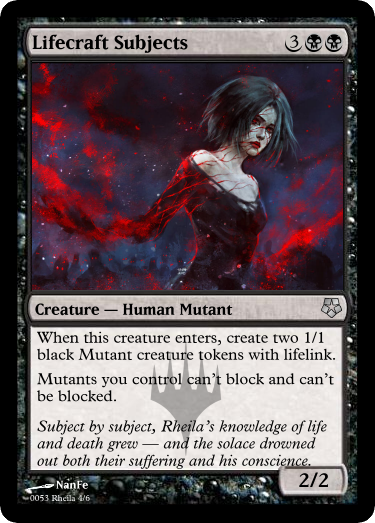 Lifecraft Subjects 3
Creature — Human Mutant
When this creature enters, create two 1/1
black Mutant creature tokens with lifelink.
Mutants you control can't block and can't
be blocked.
Subject by subject, Rheila's knowledge of life
and death grew — and the solace drowned
out both their suffering and his conscience.
2/2
NanFe
0053 Rheila 4/6